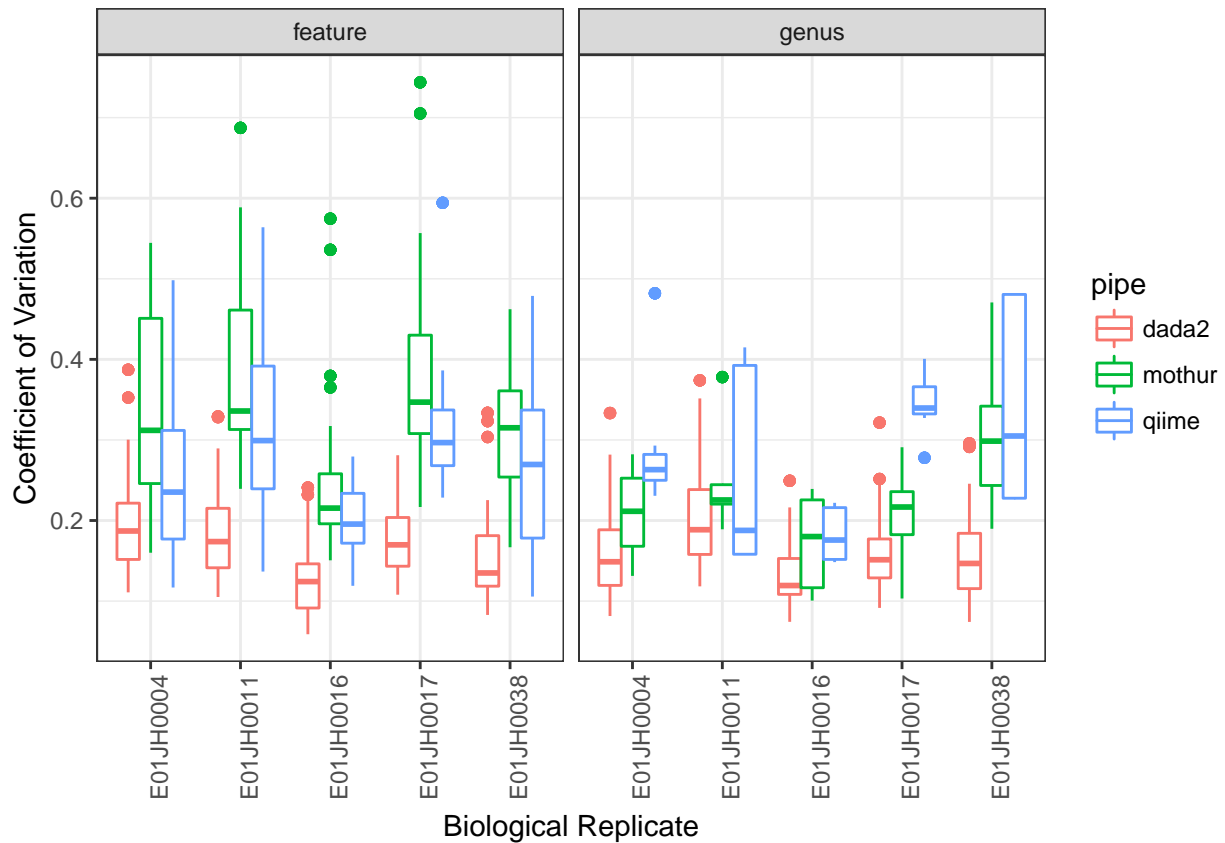 feature
genus
Coefficient of Variation
0.6
0.4
0.2
E01JH0004
E01JH0011
E01JH0016
E01JH0017
E01JH0038
E01JH0004
E01JH0011
E01JH0016
E01JH0017
E01JH0038
Biological Replicate
pipe
dada2
mothur
qiime